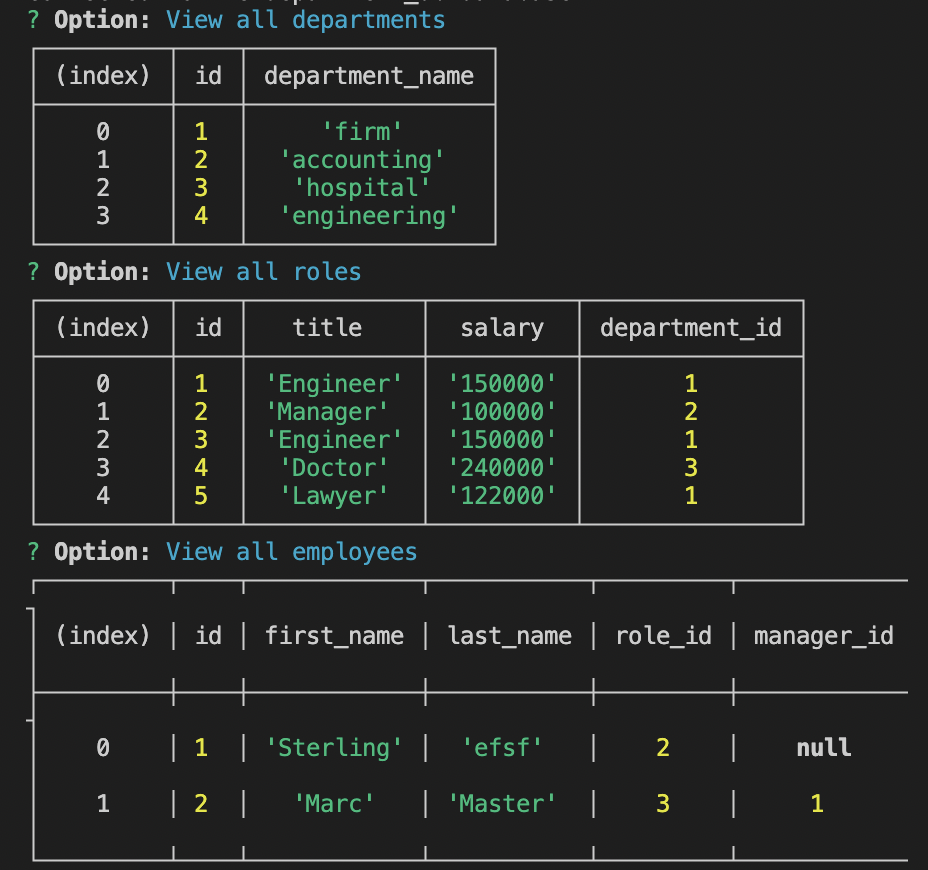 ? Option: View all departments
(index) id department_name
0 1 'firm'
1 2 'accounting'
2 3 'hospital'
3 4 'engineering'
? Option: View all roles
(index) id title salary department_id
0 1 'Engineer' '150000' 1
1 2 'Manager' '100000' 2
2 3 'Engineer' '150000' 1
3 4 'Doctor' '240000' 3
4 5 'Lawyer' '122000' 1
? Option: View all employees
(index) id first_name last_name role_id manager_id
0 1 'Sterling' 'efsf' 2 null
1 2 'Marc' 'Master' 3 1